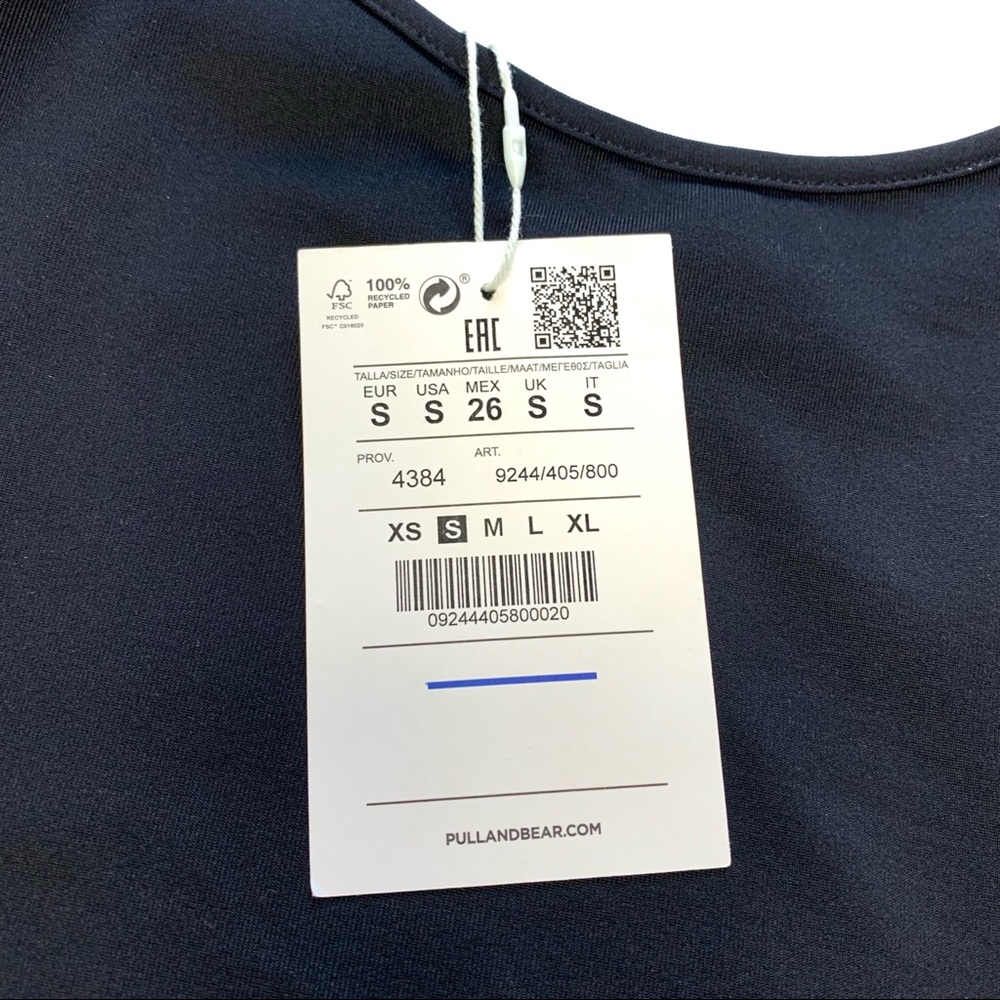 FSC
RECYCLED
FSC™ C018020
100%
RECYCLED
PAPER
®
EAC
TALLA/SIZE/TAMANHO/TAILLE/MAAT/ΜΕΓΕΘΟΣ/TAGLIA
EUR USA MEX UK IT
S S 26 S S
PROV. ART.
4384 9244/405/800
XS S M L XL
09244405800020
PULLANDBEAR.COM